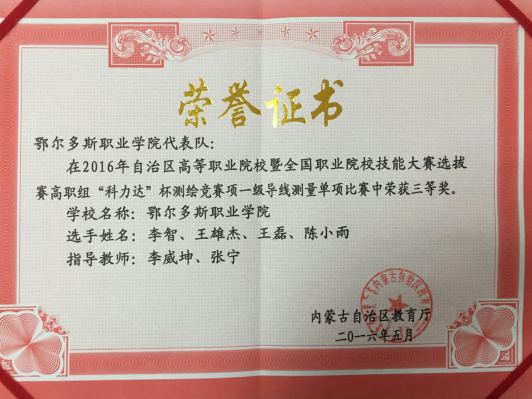 荣誉证书
鄂尔多斯职业学院代表队：
在2016年自治区高等职业院校暨全国职业院校技能大赛选拔
赛高职组“科力达”杯测绘竞赛项一级导线测量单项比赛中荣获三等奖。
学校名称：鄂尔多斯职业学院
选手姓名：李智、王雄杰、王磊、陈小雨
指导教师：李威坤、张宁
内蒙古自治区教育厅
二〇一六年五月